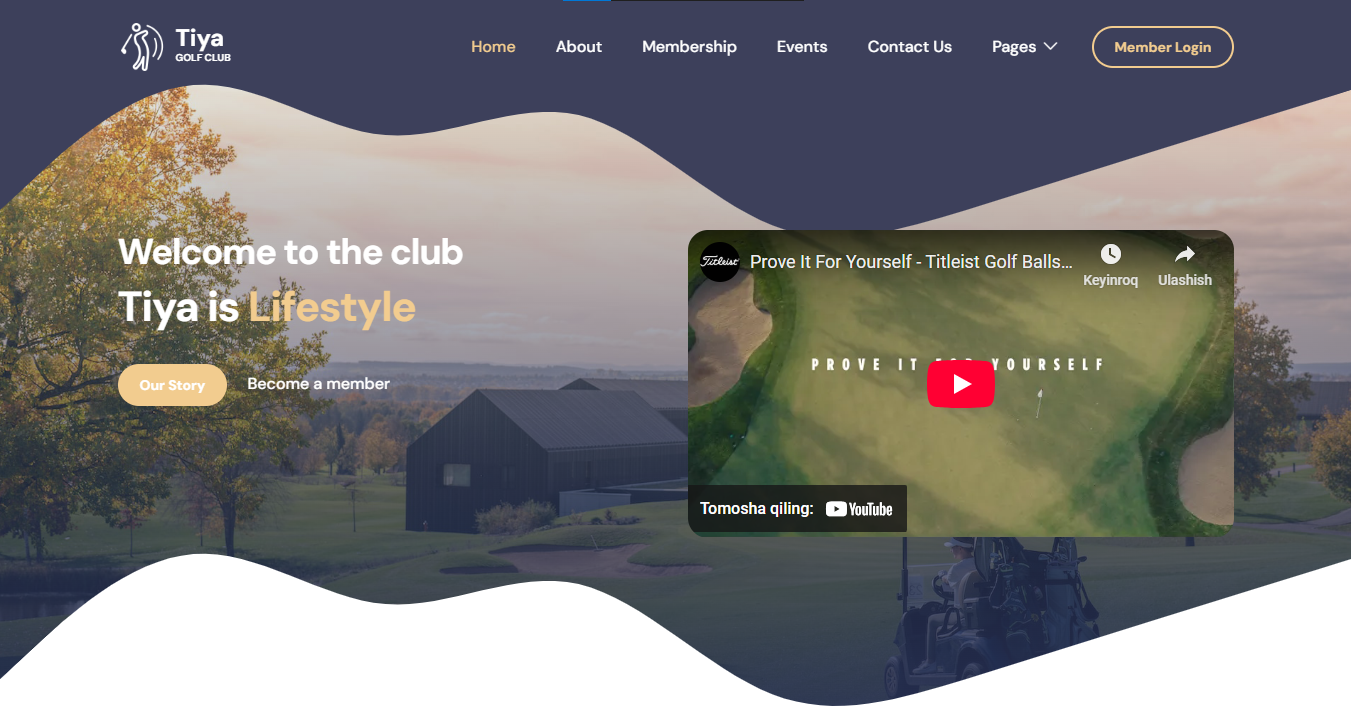 Tiya
GOLF CLUB
Home About Membership Events Contact Us Pages Member Login
Welcome to the club
Tiya is Lifestyle
Our Story Become a member
Titleist Prove It For Yourself - Titleist Golf Balls...
Keyinroq Ulashish
PROVE IT FOR YOURSELF
Tomosha qiling: YouTube